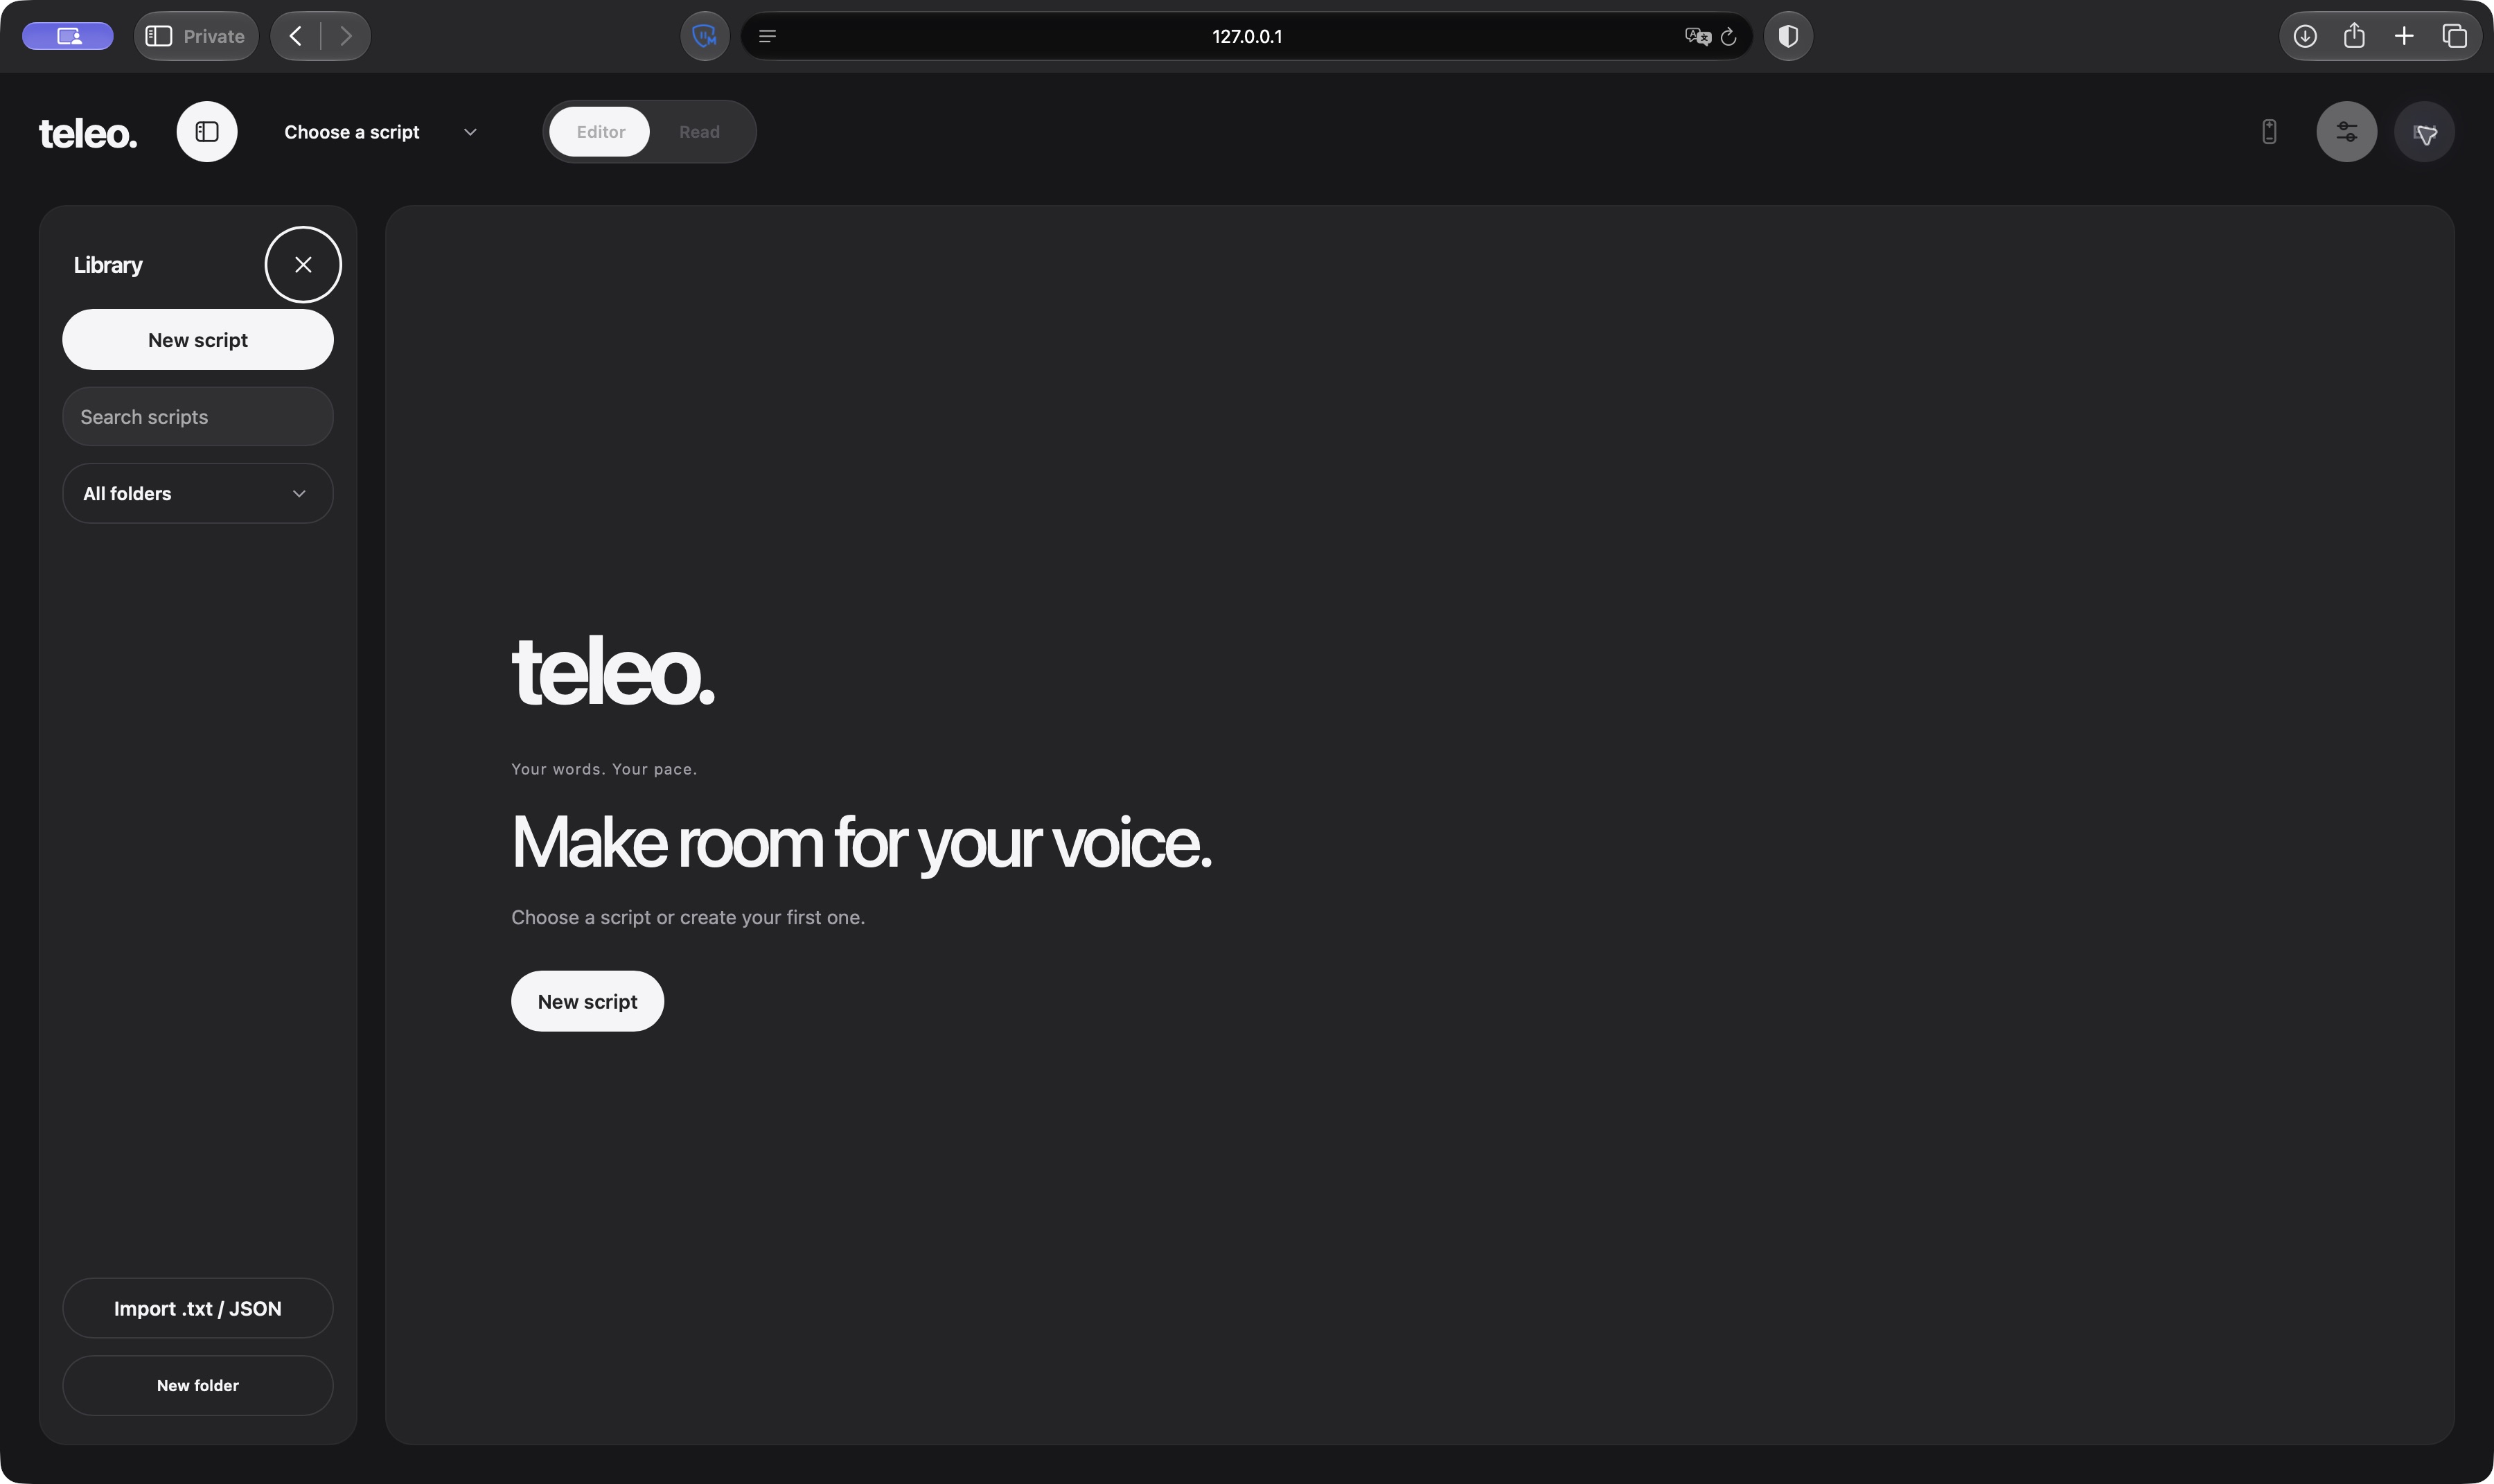 Private
127.0.0.1
teleo.
Choose a script
Editor
Read
Library
New script
Search scripts
All folders
teleo.
Your words. Your pace.
Make room for your voice.
Choose a script or create your first one.
New script
Import .txt / JSON
New folder